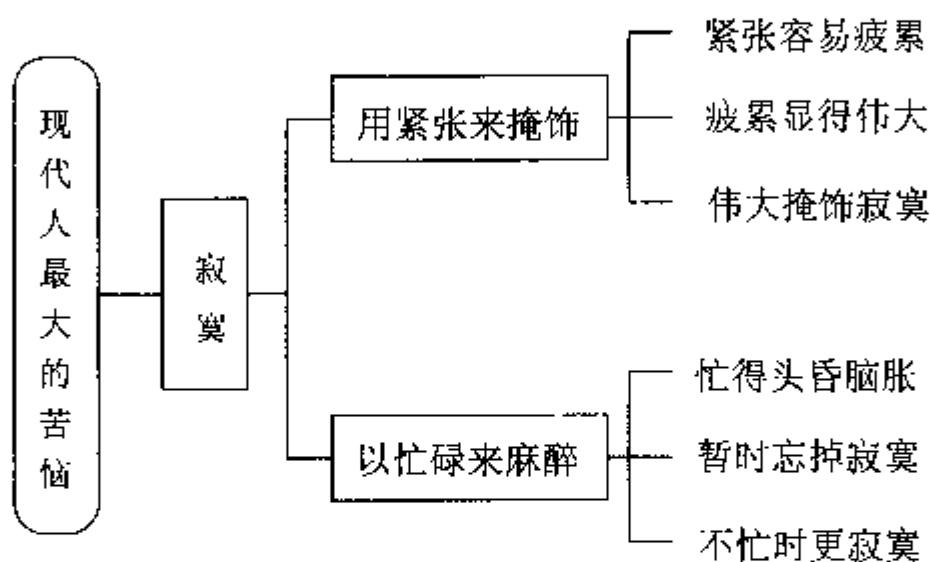 现代人最大的苦恼
寂寞
用紧张来掩饰
紧张容易疲累
疲累显得伟大
伟大掩饰寂寞
以忙碌来麻醉
忙得头昏脑胀
暂时忘掉寂寞
不忙时更寂寞